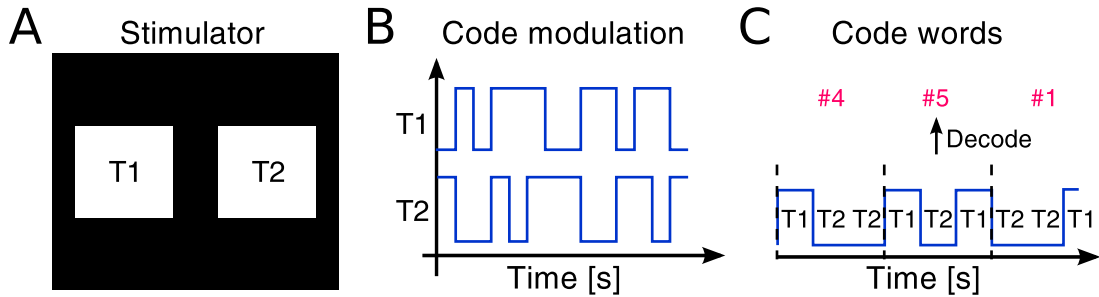 A Stimulator
T1 T2
B Code modulation
T1
T2
Time [s]
C Code words
#4 #5 #1
Decode
T1 T2 T2 T1 T2 T1 T2 T2 T1
Time [s]